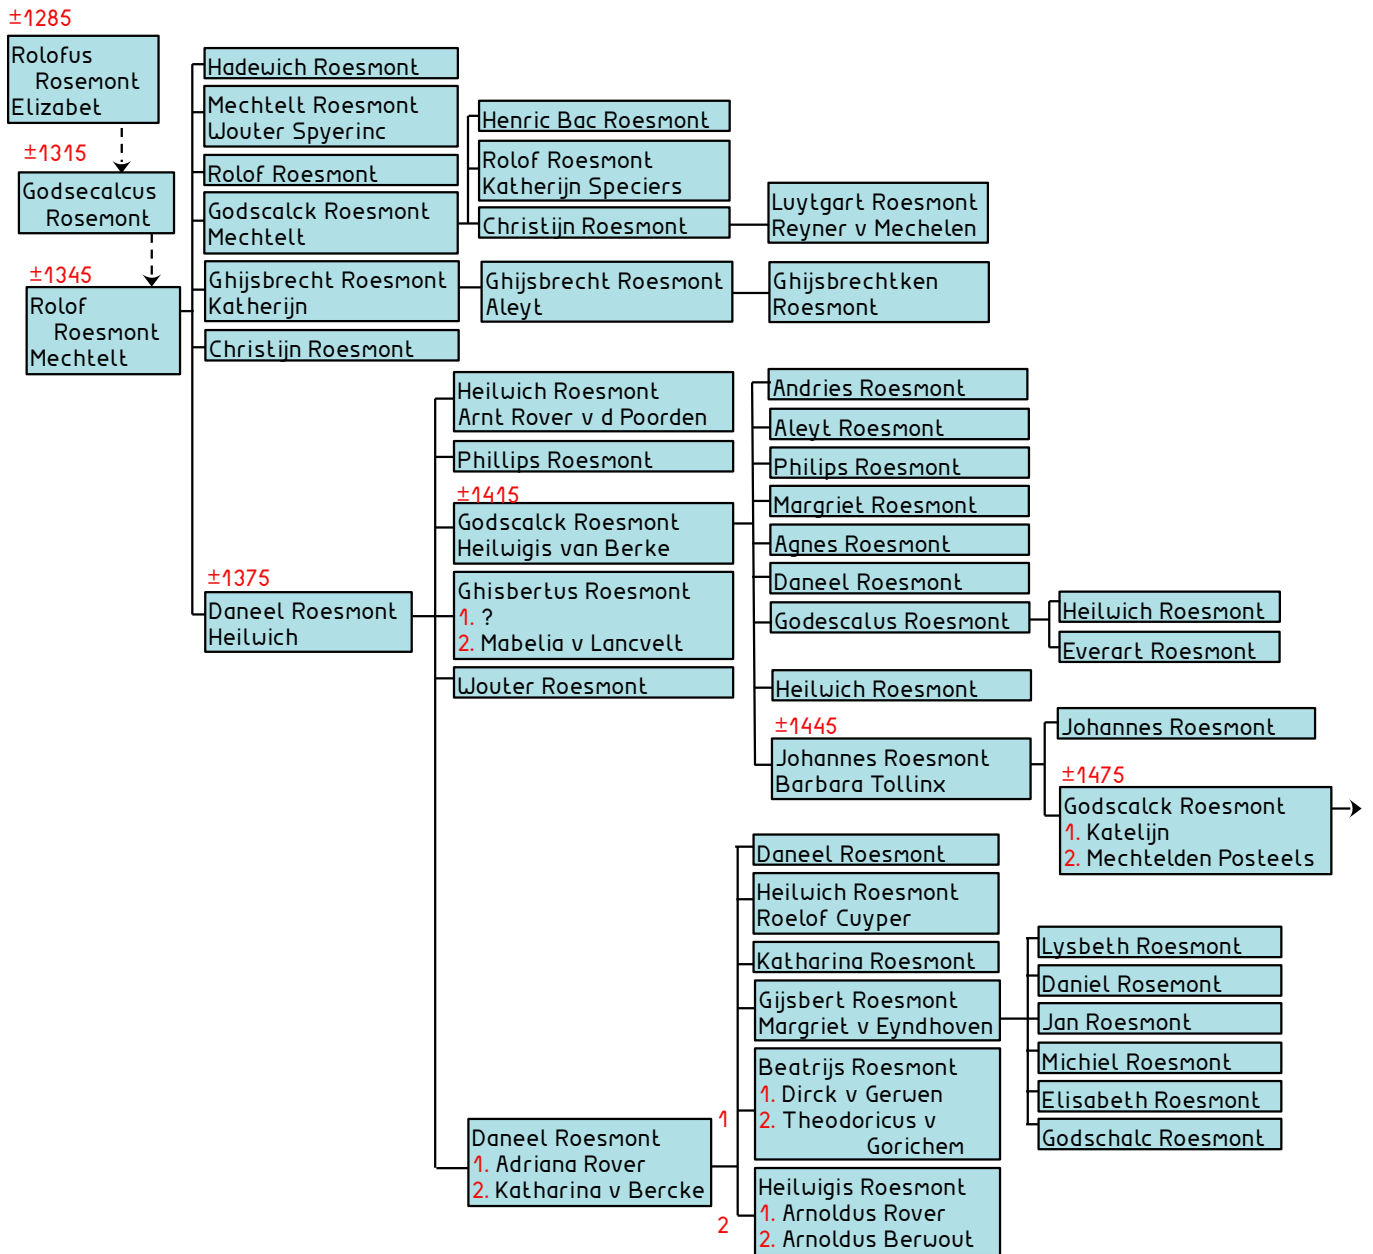 ±1285
Rolofus
Rosemont
Elizabet
±1315
Godsecalcus
Rosemont
±1345
Rolof
Roesmont
Mechtelt
Hadewich Roesmont
Mechtelt Roesmont
Wouter Spyerinc
Rolof Roesmont
Godscalck Roesmont
Mechtelt
Ghijsbrecht Roesmont
Katherijn
Christijn Roesmont
±1375
Daneel Roesmont
Heilwich
Henric Bac Roesmont
Rolof Roesmont
Katherijn Speciers
Christijn Roesmont
Luytgart Roesmont
Reyner v Mechelen
Ghijsbrecht Roesmont
Aleyt
Ghijsbrechtken
Roesmont
Heilwich Roesmont
Arnt Rover v d Poorden
Phillips Roesmont
±1415
Godscalck Roesmont
Heilwigis van Berke
Ghisbertus Roesmont
1. ?
2. Mabelia v Lancvelt
Wouter Roesmont
Andries Roesmont
Aleyt Roesmont
Philips Roesmont
Margriet Roesmont
Agnes Roesmont
Daneel Roesmont
Godescalus Roesmont
Heilwich Roesmont
Everart Roesmont
Heilwich Roesmont
±1445
Johannes Roesmont
Barbara Tollinx
Johannes Roesmont
±1475
Godscalck Roesmont
1. Katelijn
2. Mechtelden Posteels
Daneel Roesmont
1. Adriana Rover
2. Katharina v Bercke
1
2
Daneel Roesmont
Heilwich Roesmont
Roelof Cuyper
Katharina Roesmont
Gijsbert Roesmont
Margriet v Eyndhoven
Beatrijs Roesmont
1. Dirck v Gerwen
2. Theodoricus v
Gorichem
Heilwigis Roesmont
1. Arnoldus Rover
2. Arnoldus Berwout
Lysbeth Roesmont
Daniel Rosemont
Jan Roesmont
Michiel Roesmont
Elisabeth Roesmont
Godschalc Roesmont